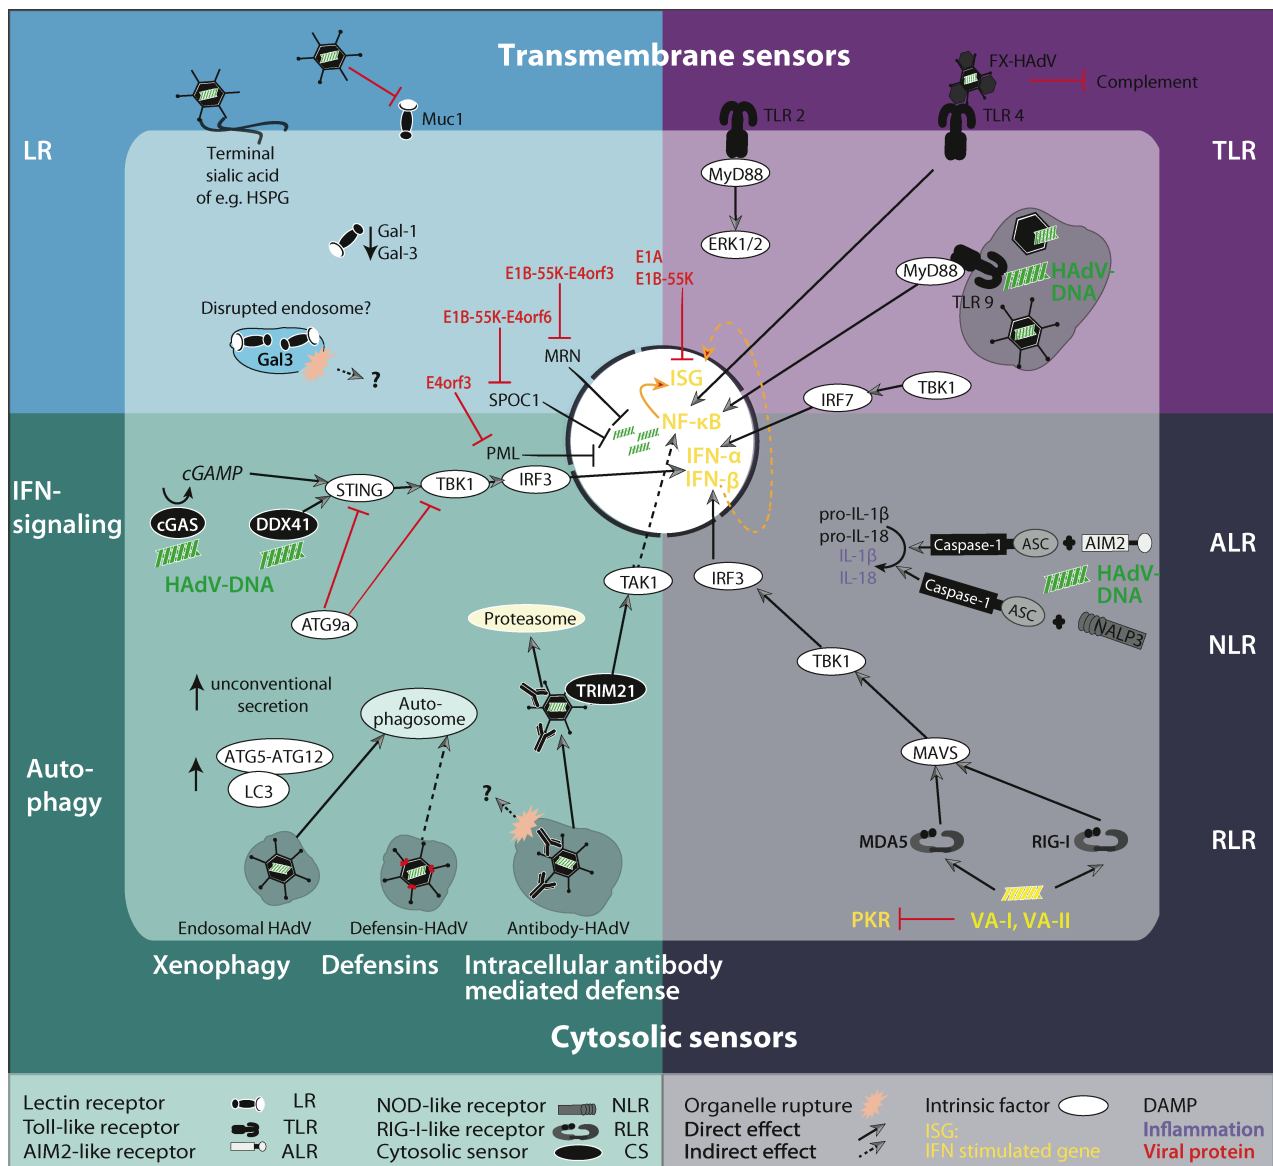 Transmembrane sensors
LR
TLR
Muc1
Terminal
sialic acid
of e.g. HSPG
Gal-1
Gal-3
Disrupted endosome?
Gal3
?
TLR 2
MyD88
ERK1/2
FX-HAdV
TLR 4
Complement
MyD88
TLR 9
HAdV-
DNA
TBK1
IRF7
E1A
E1B-55K
E1B-55K-E4orf3
E1B-55K-E4orf6
E4orf3
MRN
SPOC1
PML
ISG
NF-κB
IFN-α
IFN-β
IFN-
signaling
cGAMP
cGAS
DDX41
HAdV-DNA
STING
TBK1
IRF3
ATG9a
TAK1
IRF3
Proteasome
TRIM21
pro-IL-1β
pro-IL-18
IL-1β
IL-18
Caspase-1
ASC
AIM2
HAdV-
DNA
Caspase-1
ASC
NALP3
ALR
NLR
TBK1
MAVS
MDA5
RIG-I
RLR
PKR
VA-I, VA-II
Auto-
phagy
unconventional
secretion
ATG5-ATG12
LC3
Auto-
phagosome
?
Endosomal HAdV
Defensin-HAdV
Antibody-HAdV
Xenophagy
Defensins
Intracellular antibody
mediated defense
Cytosolic sensors
Lectin receptor LR
Toll-like receptor TLR
AIM2-like receptor ALR
NOD-like receptor NLR
RIG-I-like receptor RLR
Cytosolic sensor CS
Organelle rupture
Direct effect
Indirect effect
Intrinsic factor
ISG:
IFN stimulated gene
DAMP
Inflammation
Viral protein